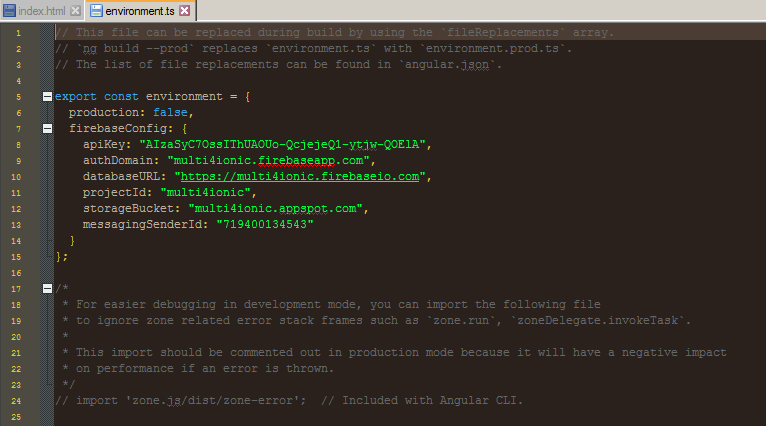 index.html environment.ts
1 // This file can be replaced during build by using the `fileReplacements` array.
2 // `ng build --prod` replaces `environment.ts` with `environment.prod.ts`.
3 // The list of file replacements can be found in `angular.json`.
4
5 export const environment = {
6 production: false,
7 firebaseConfig: {
8 apiKey: "AIzaSyC7OssIThUAOUo-QcjejeQ1-ytjw-QOElA",
9 authDomain: "multi4ionic.firebaseapp.com",
10 databaseURL: "https://multi4ionic.firebaseio.com",
11 projectId: "multi4ionic",
12 storageBucket: "multi4ionic.appspot.com",
13 messagingSenderId: "719400134543"
14 }
15 };
16
17 /*
18 * For easier debugging in development mode, you can import the following file
19 * to ignore zone related error stack frames such as `zone.run`, `zoneDelegate.invokeTask`.
20 *
21 * This import should be commented out in production mode because it will have a negative impact
22 * on performance if an error is thrown.
23 */
24 // import 'zone.js/dist/zone-error';  // Included with Angular CLI.
25